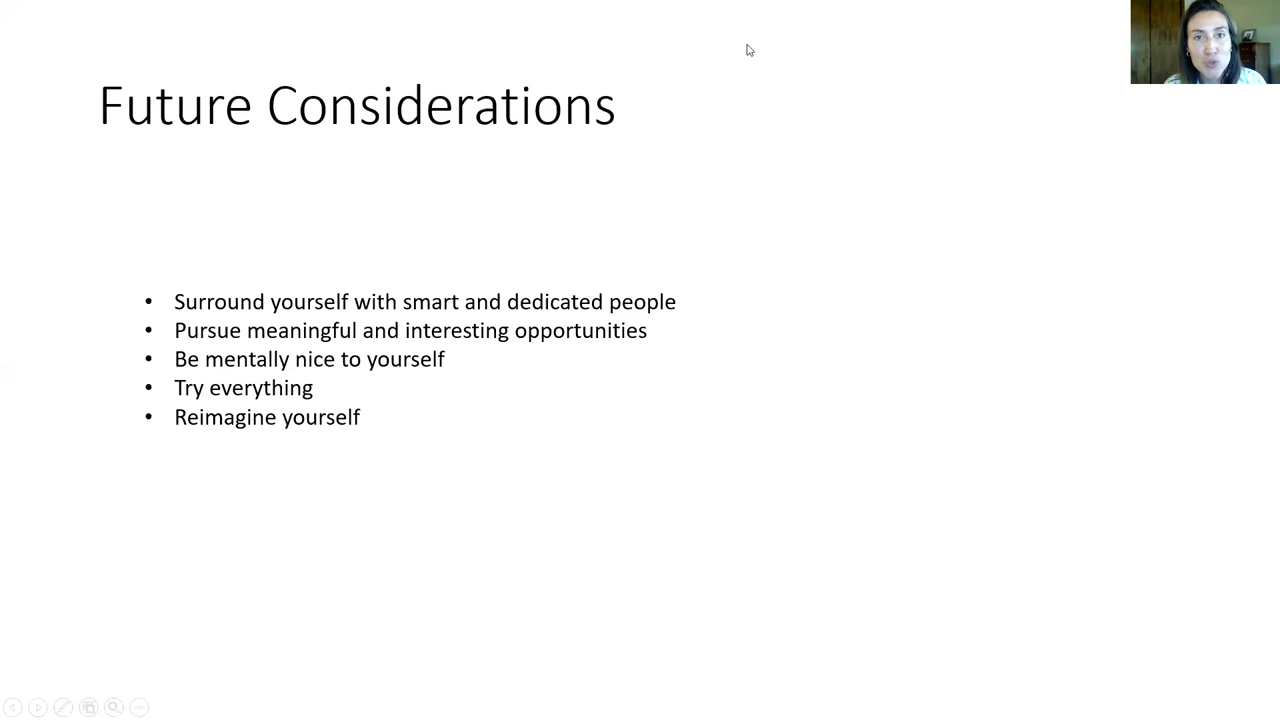 Future Considerations
• Surround yourself with smart and dedicated people
• Pursue meaningful and interesting opportunities
• Be mentally nice to yourself
• Try everything
• Reimagine yourself